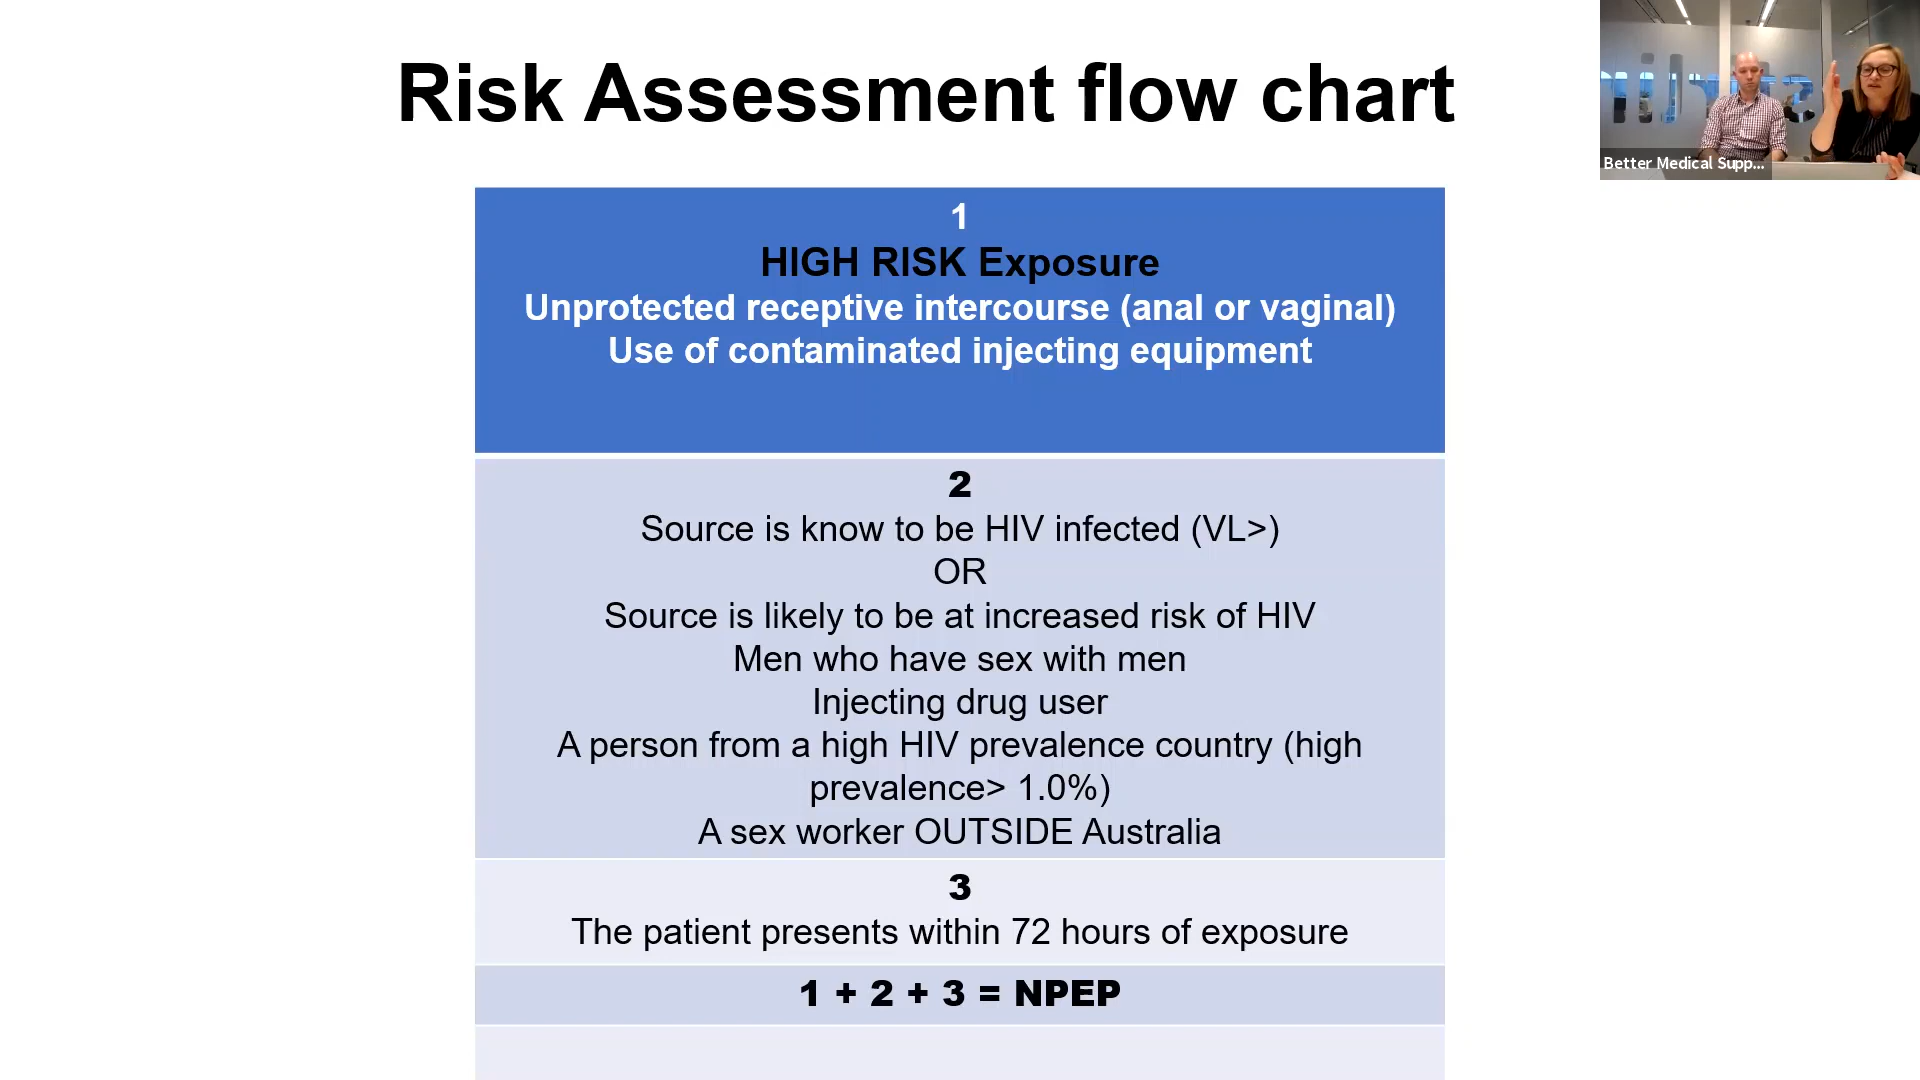 Risk Assessment flow chart
Better Medical Supp...
1
HIGH RISK Exposure
Unprotected receptive intercourse (anal or vaginal)
Use of contaminated injecting equipment
2
Source is know to be HIV infected (VL>)
OR
Source is likely to be at increased risk of HIV
Men who have sex with men
Injecting drug user
A person from a high HIV prevalence country (high
prevalence> 1.0%)
A sex worker OUTSIDE Australia
3
The patient presents within 72 hours of exposure
1 + 2 + 3 = NPEP